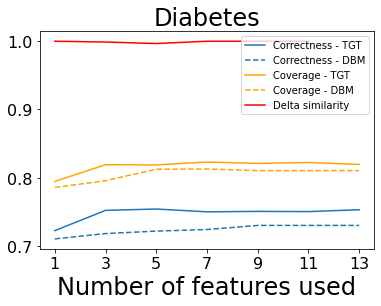 Diabetes
Correctness - TGT
Correctness - DBM
Coverage - TGT
Coverage - DBM
Delta similarity
1.0
0.9
0.8
0.7
1 3 5 7 9 11 13
Number of features used